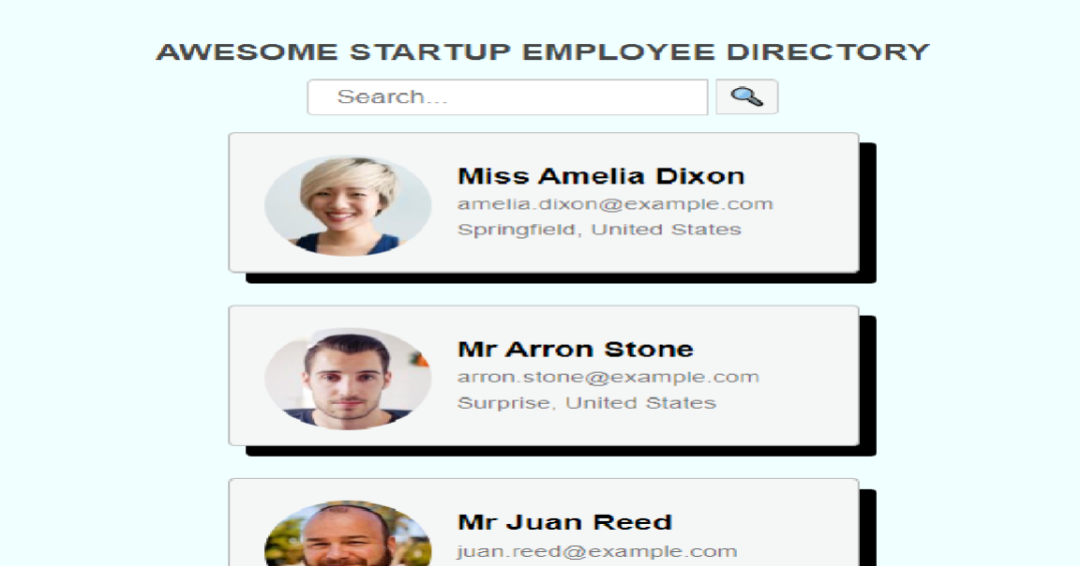 AWESOME STARTUP EMPLOYEE DIRECTORY
Search...
Miss Amelia Dixon
amelia.dixon@example.com
Springfield, United States
Mr Arron Stone
arron.stone@example.com
Surprise, United States
Mr Juan Reed
juan.reed@example.com